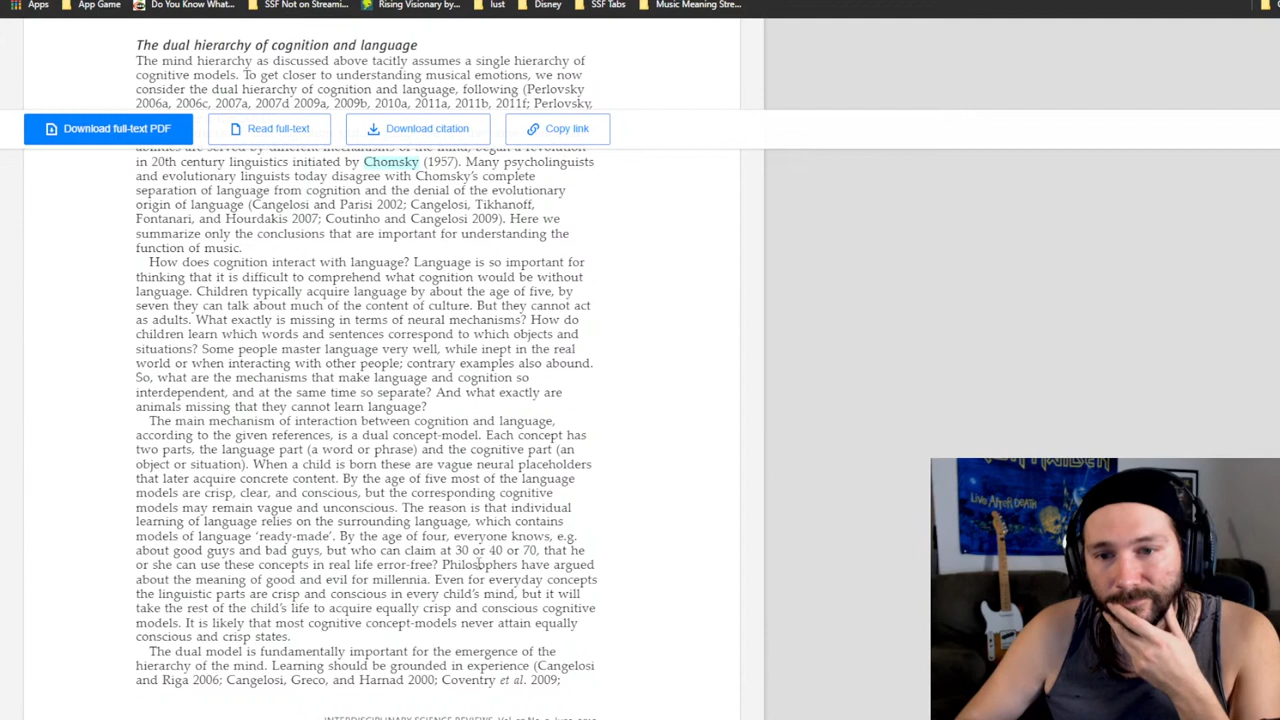 Apps
App Game
Do You Know What...
SSF Not on Streami...
Rising Visionary by...
lust
Disney
SSF Tabs
Music Meaning Stre...
The dual hierarchy of cognition and language
The mind hierarchy as discussed above tacitly assumes a single hierarchy of
cognitive models. To get closer to understanding musical emotions, we now
consider the dual hierarchy of cognition and language, following (Perlovsky
2006a, 2006c, 2007a, 2007d 2009a, 2009b, 2010a, 2011a, 2011b, 2011f; Perlovsky,
Download full-text PDF
Read full-text
Download citation
Copy link
abilities are served by different mechanisms of the mind, began a revolution
in 20th century linguistics initiated by Chomsky (1957). Many psycholinguists
and evolutionary linguists today disagree with Chomsky's complete
separation of language from cognition and the denial of the evolutionary
origin of language (Cangelosi and Parisi 2002; Cangelosi, Tikhanoff,
Fontanari, and Hourdakis 2007; Coutinho and Cangelosi 2009). Here we
summarize only the conclusions that are important for understanding the
function of music.
How does cognition interact with language? Language is so important for
thinking that it is difficult to comprehend what cognition would be without
language. Children typically acquire language by about the age of five, by
seven they can talk about much of the content of culture. But they cannot act
as adults. What exactly is missing in terms of neural mechanisms? How do
children learn which words and sentences correspond to which objects and
situations? Some people master language very well, while inept in the real
world or when interacting with other people; contrary examples also abound.
So, what are the mechanisms that make language and cognition so
interdependent, and at the same time so separate? And what exactly are
animals missing that they cannot learn language?
The main mechanism of interaction between cognition and language,
according to the given references, is a dual concept-model. Each concept has
two parts, the language part (a word or phrase) and the cognitive part (an
object or situation). When a child is born these are vague neural placeholders
that later acquire concrete content. By the age of five most of the language
models are crisp, clear, and conscious, but the corresponding cognitive
models may remain vague and unconscious. The reason is that individual
learning of language relies on the surrounding language, which contains
models of language 'ready-made'. By the age of four, everyone knows, e.g.
about good guys and bad guys, but who can claim at 30 or 40 or 70, that he
or she can use these concepts in real life error-free? Philosophers have argued
about the meaning of good and evil for millennia. Even for everyday concepts
the linguistic parts are crisp and conscious in every child's mind, but it will
take the rest of the child's life to acquire equally crisp and conscious cognitive
models. It is likely that most cognitive concept-models never attain equally
conscious and crisp states.
The dual model is fundamentally important for the emergence of the
hierarchy of the mind. Learning should be grounded in experience (Cangelosi
and Riga 2006; Cangelosi, Greco, and Harnad 2000; Coventry et al. 2009;
INTERDISCIPLINARY SCIENCE REVIEWS,
LIVE AFTER DEATH